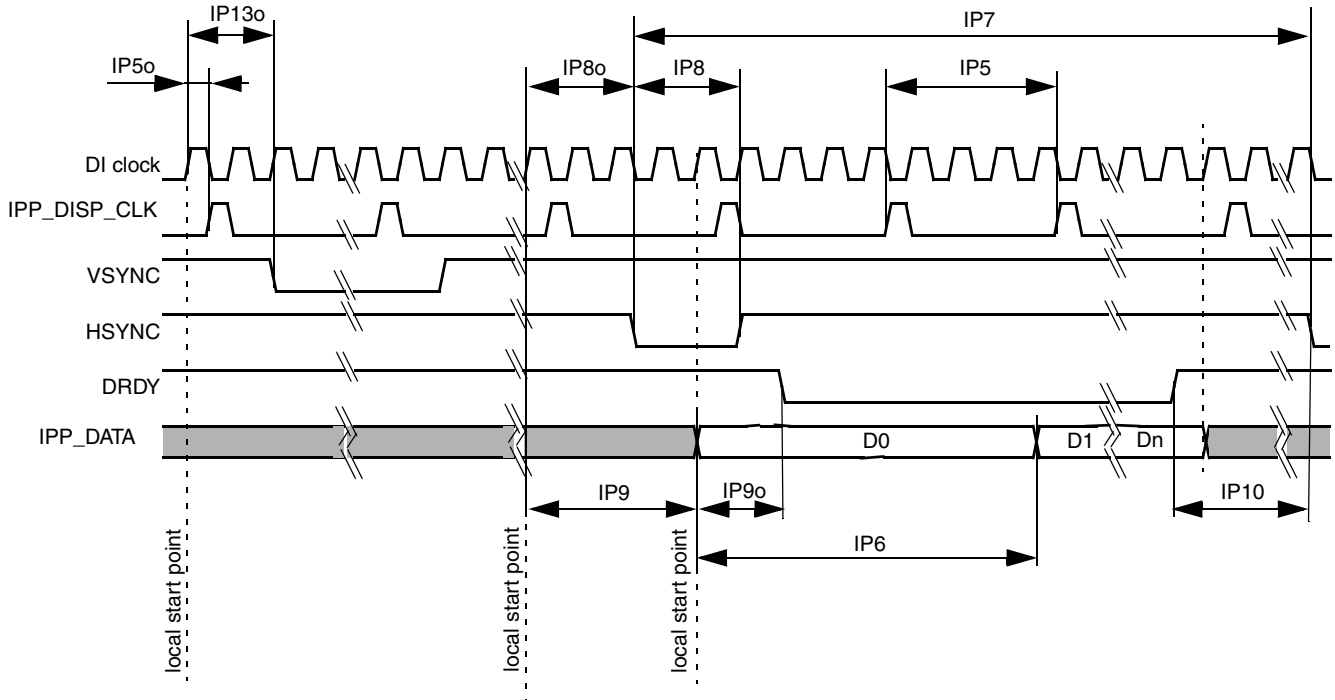 IP13o
IP7
IP5o
IP8o
IP8
IP5
DI clock
IPP_DISP_CLK
VSYNC
HSYNC
DRDY
IPP_DATA
D0
D1
Dn
IP9
IP9o
IP10
IP6
local start point
local start point
local start point